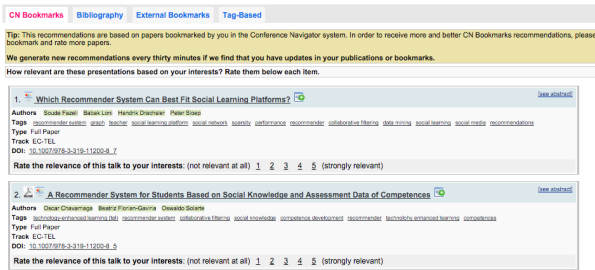 CN Bookmarks Bibliography External Bookmarks Tag-Based
Tip: This recommendations are based on papers bookmarked by you in the Conference Navigator system. In order to receive more and better CN Bookmarks recommendations, please
bookmark and rate more papers.
We generate new recommendations every thirty minutes if we find that you have updates in your publications or bookmarks.
How relevant are these presentations based on your interests? Rate them below each item.
1. Which Recommender System Can Best Fit Social Learning Platforms? [see abstract]
Authors Soude Fazeli Babak Loni Hendrik Drachsler Peter Sloep
Tags recommender system graph teacher social learning platform social network sparsity performance recommender collaborative filtering data mining social learning social media recommendations
Type Full Paper
Track EC-TEL
DOI: 10.1007/978-3-319-11200-8_7
Rate the relevance of this talk to your interests: (not relevant at all) 1 2 3 4 5 (strongly relevant)
2. A Recommender System for Students Based on Social Knowledge and Assessment Data of Competences [see abstract]
Authors Oscar Chavarriaga Beatriz Florian-Gaviria Oswaldo Solarte
Tags technology-enhanced learning (tel) recommender system collaborative filtering social knowledge competence development recommender technolohy enhanced learning competences
Type Full Paper
Track EC-TEL
DOI: 10.1007/978-3-319-11200-8_5
Rate the relevance of this talk to your interests: (not relevant at all) 1 2 3 4 5 (strongly relevant)